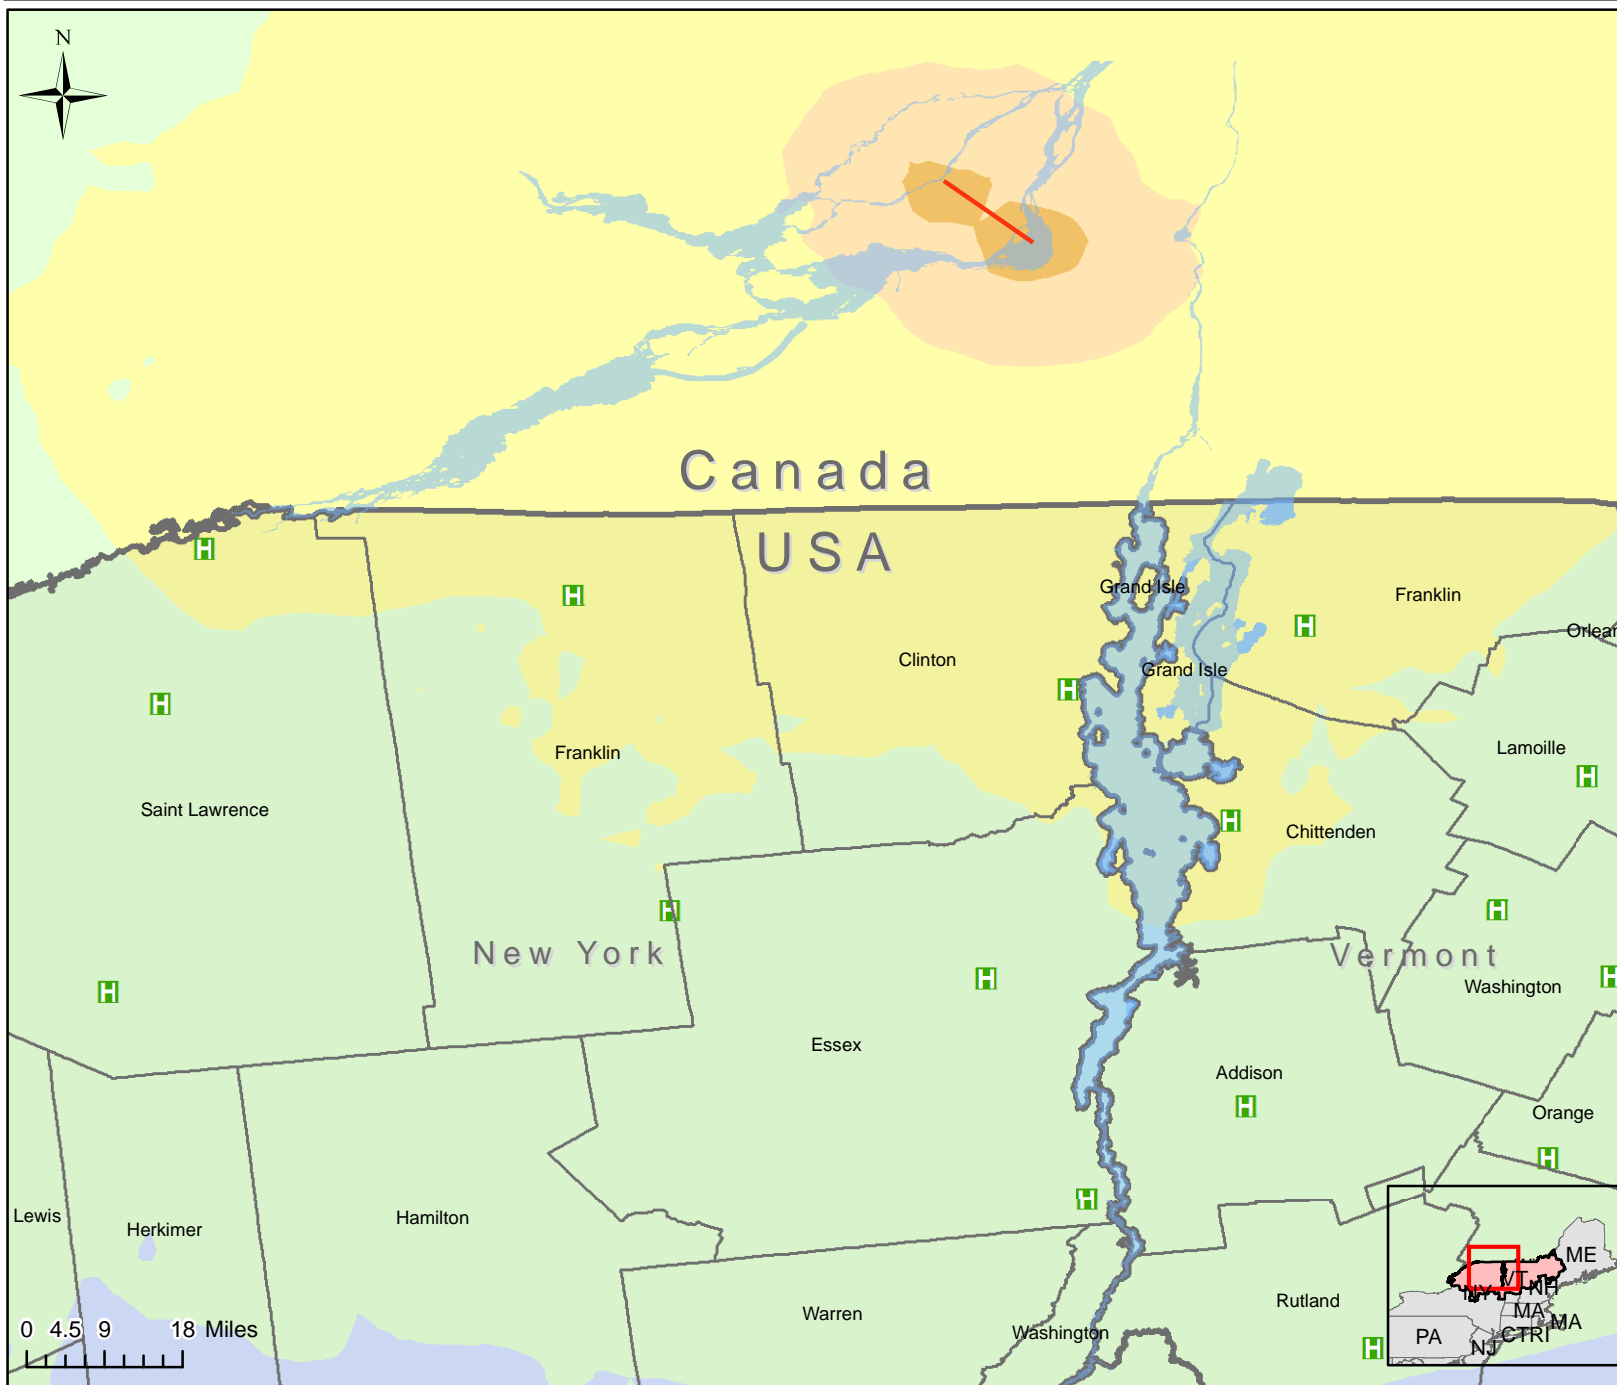 N
Canada
USA
H
H
Grand Isle
Franklin
H
Orlean
Clinton
Grand Isle
H
H
Franklin
Lamoille
H
Saint Lawrence
H
Chittenden
H
H
New York
Vermont
H
H
Washington
H
Essex
Addison
H
Orange
H
H
Lewis
Herkimer
Hamilton
ME
VT
NY
NH
Rutland
Warren
MA
MA
0 4.5 9 18 Miles
Washington
PA
CT RI
NJ
H